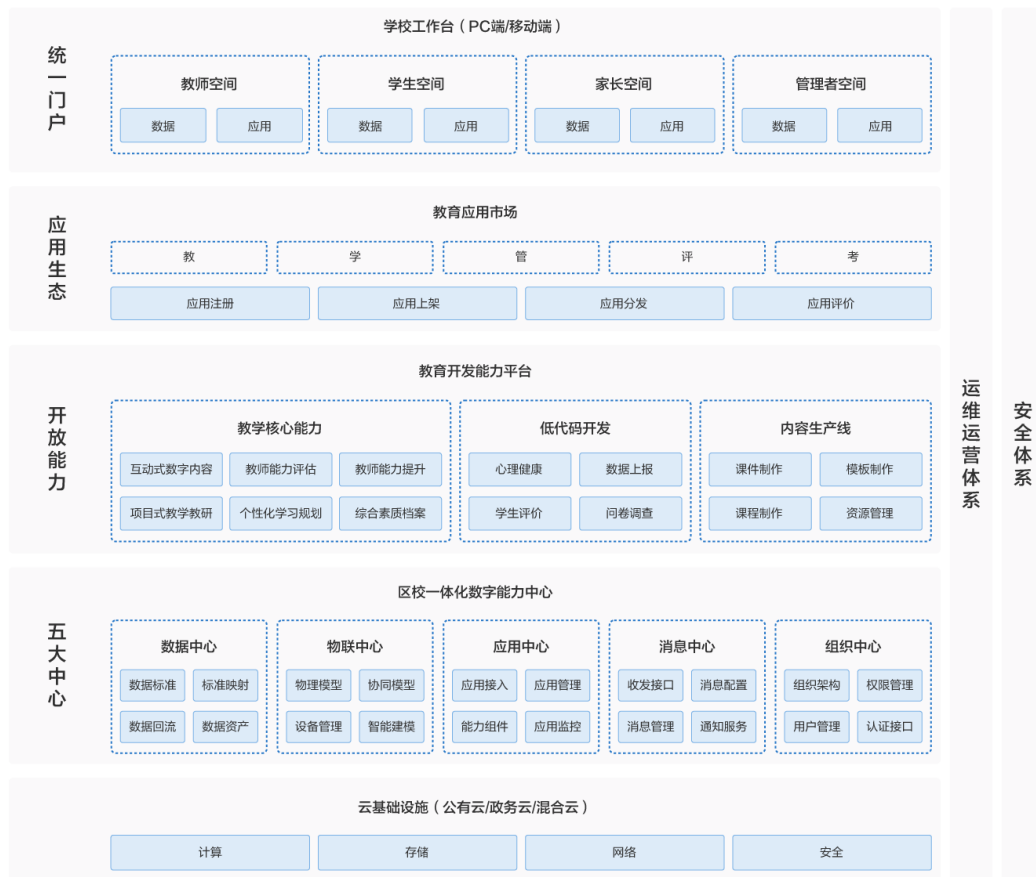 学校工作台（PC端/移动端）
统一门户
教师空间 学生空间 家长空间 管理者空间
数据 应用 数据 应用 数据 应用 数据 应用
教育应用市场
应用生态
教 学 管 评 考
应用注册 应用上架 应用分发 应用评价
教育开发能力平台
开放能力
教学核心能力 低代码开发 内容生产线
互动式数字内容 教师能力评估 教师能力提升 心理健康 数据上报 课件制作 模板制作
项目式教学教研 个性化学习规划 综合素质档案 学生评价 问卷调查 课程制作 资源管理
区校一体化数字能力中心
五大中心
数据中心 物联中心 应用中心 消息中心 组织中心
数据标准 标准映射 物理模型 协同模型 应用接入 应用管理 收发接口 消息配置 组织架构 权限管理
数据回流 数据资产 设备管理 智能建模 能力组件 应用监控 消息管理 通知服务 用户管理 认证接口
云基础设施（公有云/政务云/混合云）
计算 存储 网络 安全
运维运营体系
安全体系